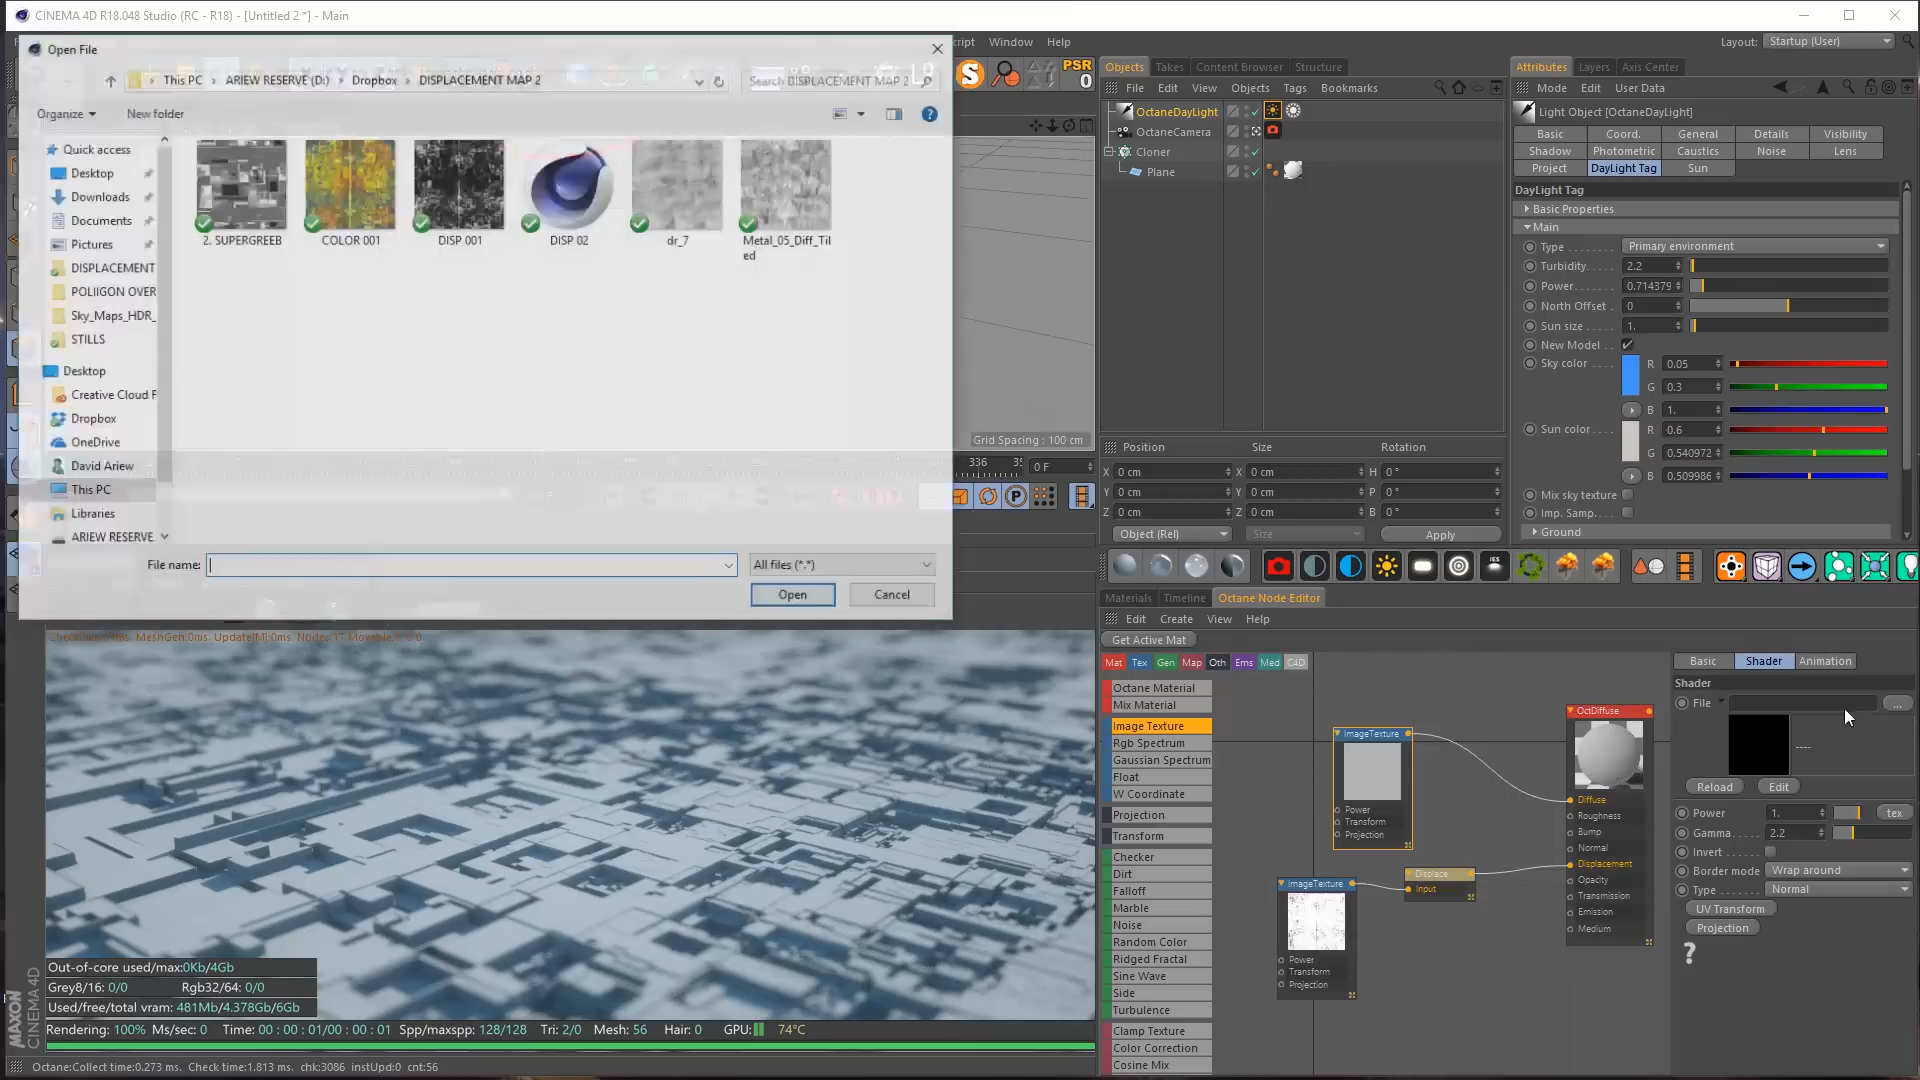 CINEMA 4D R18.048 Studio (RC - R18) - [Untitled 2 *] - Main
Open File
This PC > ARIEW RESERVE (D:) > Dropbox > DISPLACEMENT MAP 2
Search DISPLACEMENT MAP 2
Organize
New folder
Quick access
Desktop
Downloads
Documents
Pictures
DISPLACEMENT
POLIIGON OVER
Sky_Maps_HDR_
STILLS
Desktop
Creative Cloud F
Dropbox
OneDrive
David Ariew
This PC
Libraries
ARIEW RESERVE
2. SUPERGREEB
COLOR 001
DISP 001
DISP 02
dr_7
Metal_05_Diff_Til
ed
File name:
All files (*.*)
Open
Cancel
cript Window Help
Layout: Startup (User)
PSR
0
Grid Spacing : 100 cm
336
0 F
Objects Takes Content Browser Structure
File Edit View Objects Tags Bookmarks
OctaneDayLight
OctaneCamera
Cloner
Plane
Position Size Rotation
X 0 cm X 0 cm H 0 °
Y 0 cm Y 0 cm P 0 °
Z 0 cm Z 0 cm B 0 °
Object (Rel) Size Apply
Attributes Layers Axis Center
Mode Edit User Data
Light Object [OctaneDayLight]
Basic Coord. General Details Visibility
Shadow Photometric Caustics Noise Lens
Project DayLight Tag Sun
DayLight Tag
Basic Properties
Main
Type Primary environment
Turbidity 2.2
Power 0.714379
North Offset 0
Sun size 1.
New Model
Sky color R 0.05
G 0.3
B 1.
Sun color R 0.6
G 0.540972
B 0.509986
Mix sky texture
Imp. Samp.
Ground
IES
Materials Timeline Octane Node Editor
Edit Create View Help
Get Active Mat
Mat Tex Gen Map Oth Ems Med C4D
Octane Material
Mix Material
Image Texture
Rgb Spectrum
Gaussian Spectrum
Float
W Coordinate
Projection
Transform
Checker
Dirt
Falloff
Marble
Noise
Random Color
Ridged Fractal
Sine Wave
Side
Turbulence
Clamp Texture
Color Correction
Cosine Mix
ImageTexture
Power
Transform
Projection
ImageTexture
Power
Transform
Projection
Displace
Input
OctDiffuse
Diffuse
Roughness
Bump
Normal
Displacement
Opacity
Transmission
Emission
Medium
Basic Shader Animation
Shader
File ...
----
Reload Edit
Power 1. tex
Gamma 2.2
Invert
Border mode Wrap around
Type Normal
UV Transform
Projection
?
Out-of-core used/max:0Kb/4Gb
Grey8/16: 0/0 Rgb32/64: 0/0
Used/free/total vram: 481Mb/4.378Gb/6Gb
Rendering: 100% Ms/sec: 0 Time: 00 : 00 : 01/00 : 00 : 01 Spp/maxspp: 128/128 Tri: 2/0 Mesh: 56 Hair: 0 GPU: 74°C
Octane:Collect time:0.273 ms. Check time:1.813 ms. chk:3086 instUpd:0 cnt:56
MAXON
CINEMA 4D